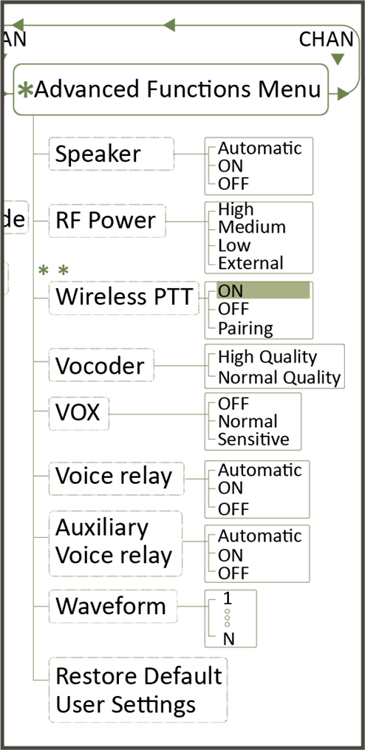 AN
CHAN
*Advanced Functions Menu
Speaker
Automatic
ON
OFF
de
RF Power
High
Medium
Low
External
* *
Wireless PTT
ON
OFF
Pairing
Vocoder
High Quality
Normal Quality
VOX
OFF
Normal
Sensitive
Voice relay
Automatic
ON
OFF
Auxiliary
Voice relay
Automatic
ON
OFF
Waveform
1
N
Restore Default
User Settings